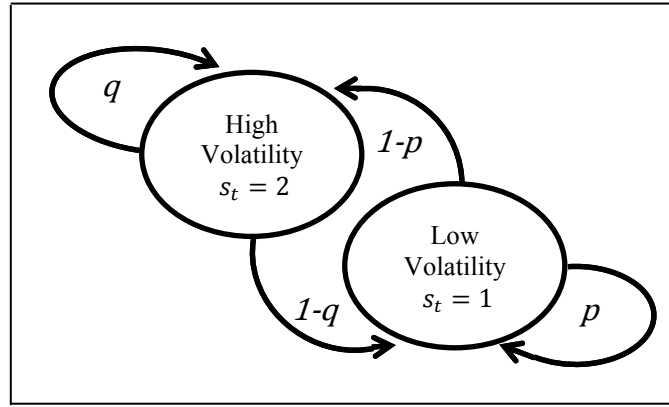 q
High
Volatility
s_t = 2
1-p
Low
Volatility
s_t = 1
1-q
p